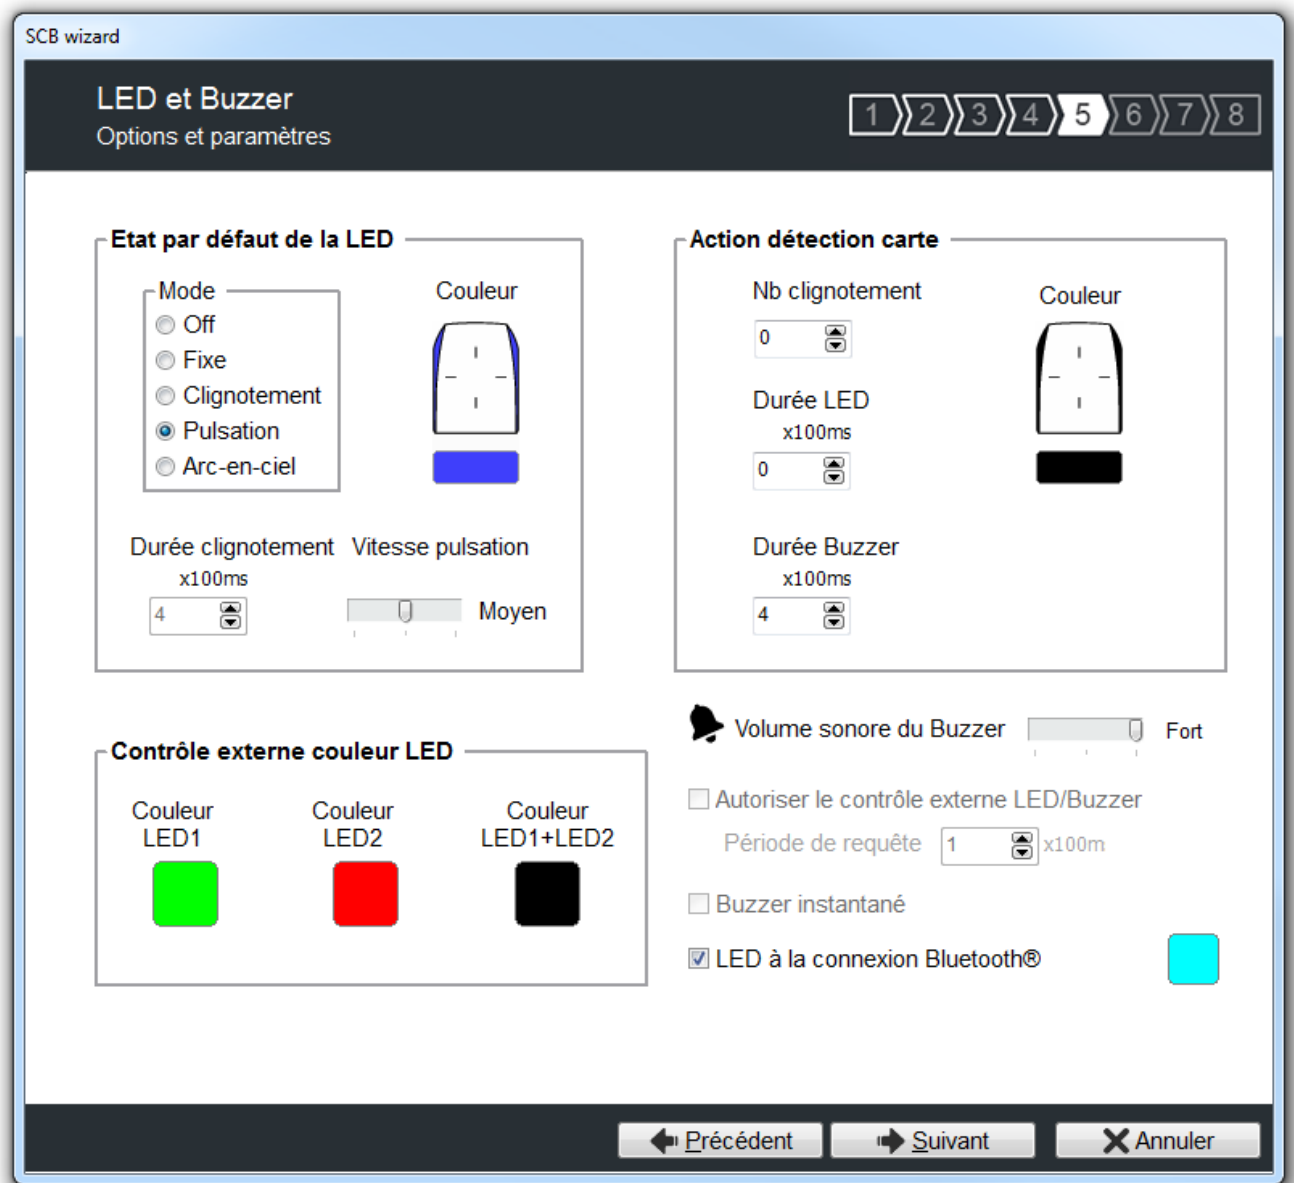 SCB wizard
LED et Buzzer
Options et paramètres
1 2 3 4 5 6 7 8
Etat par défaut de la LED
Mode
Off
Fixe
Clignotement
Pulsation
Arc-en-ciel
Couleur
Durée clignotement
x100ms
4
Vitesse pulsation
Moyen
Action détection carte
Nb clignotement
0
Couleur
Durée LED
x100ms
0
Durée Buzzer
x100ms
4
Contrôle externe couleur LED
Couleur
LED1
Couleur
LED2
Couleur
LED1+LED2
Volume sonore du Buzzer
Fort
Autoriser le contrôle externe LED/Buzzer
Période de requête 1 x100m
Buzzer instantané
LED à la connexion Bluetooth®
Précédent
Suivant
Annuler